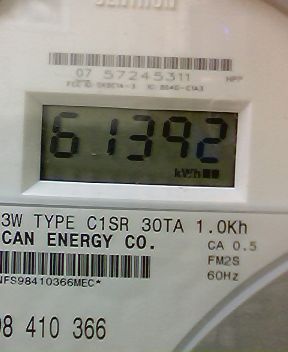 CENTRON
07 57245311
61392
kWh
3W TYPE C1SR 30TA 1.0Kh
CAN ENERGY CO.
CA 0.5
FM2S
60Hz
NFS98410366MEC*
98 410 366